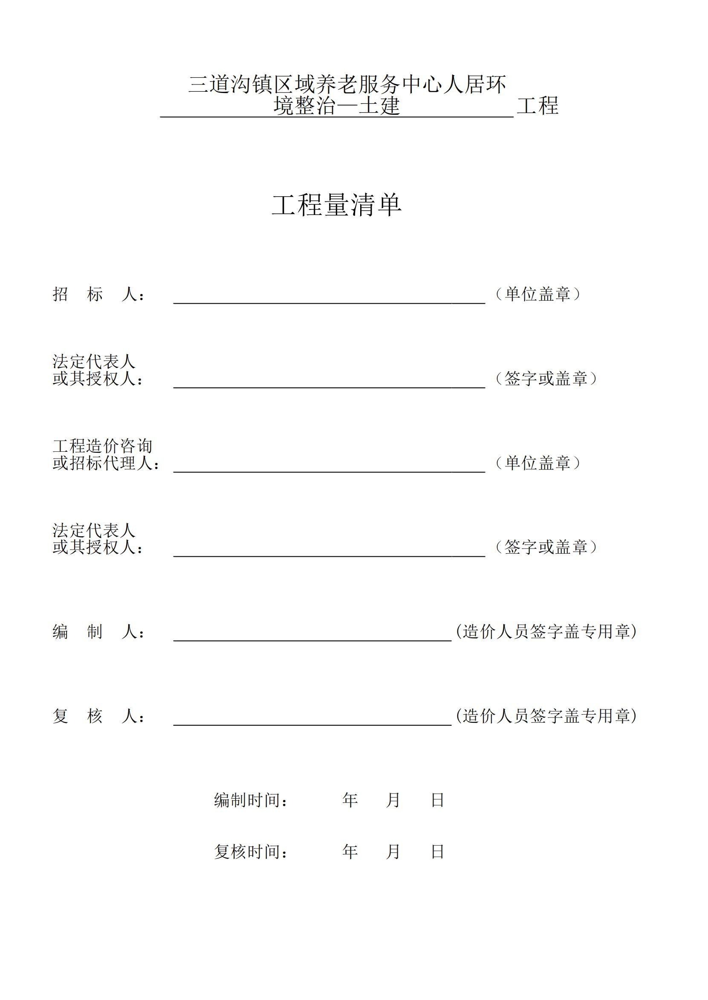 三道沟镇区域养老服务中心人居环
境整治—土建 工程
工程量清单
招 标 人： （单位盖章）
法定代表人
或其授权人： （签字或盖章）
工程造价咨询
或招标代理人： （单位盖章）
法定代表人
或其授权人： （签字或盖章）
编 制 人： (造价人员签字盖专用章)
复 核 人： (造价人员签字盖专用章)
编制时间： 年 月 日
复核时间： 年 月 日